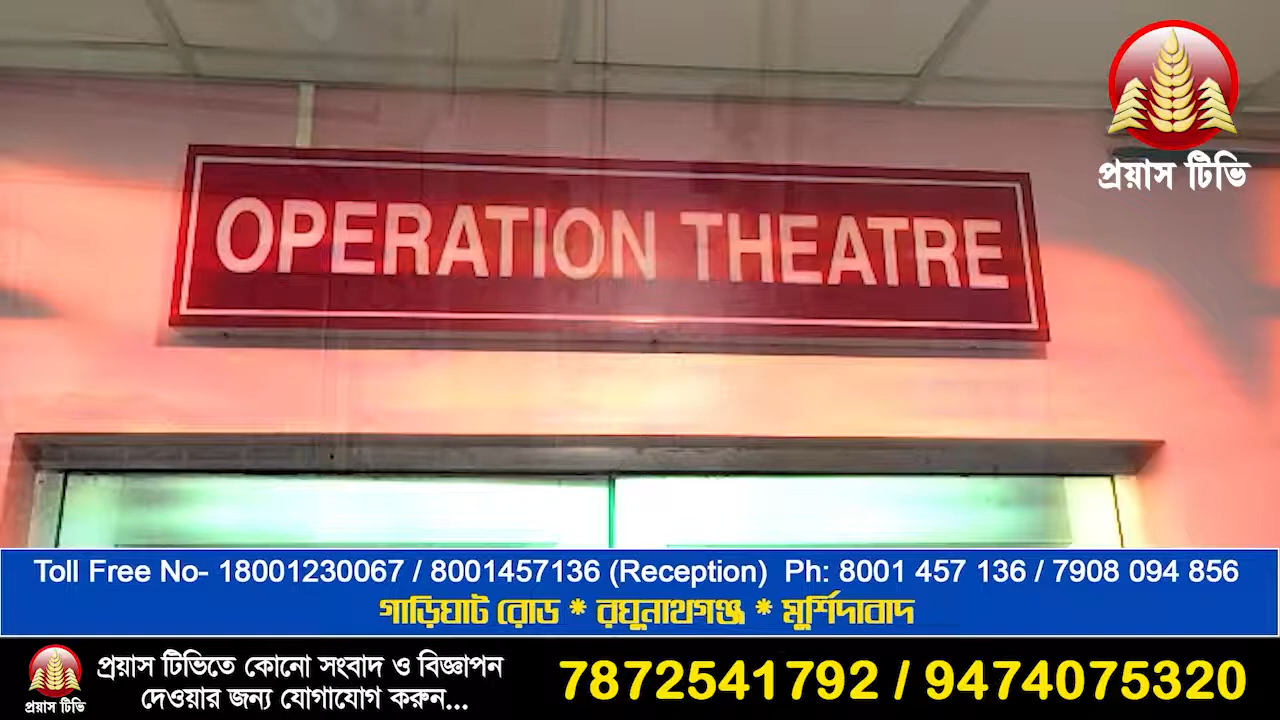 প্রয়াস টিভি
OPERATION THEATRE
Toll Free No- 18001230067 / 8001457136 (Reception) Ph: 8001 457 136 / 7908 094 856
গাড়িঘাট রোড * রঘুনাথগঞ্জ * মুর্শিদাবাদ
প্রয়াস টিভিতে কোনো সংবাদ ও বিজ্ঞাপন
দেওয়ার জন্য যোগাযোগ করুন...
7872541792 / 9474075320
প্রয়াস টিভি